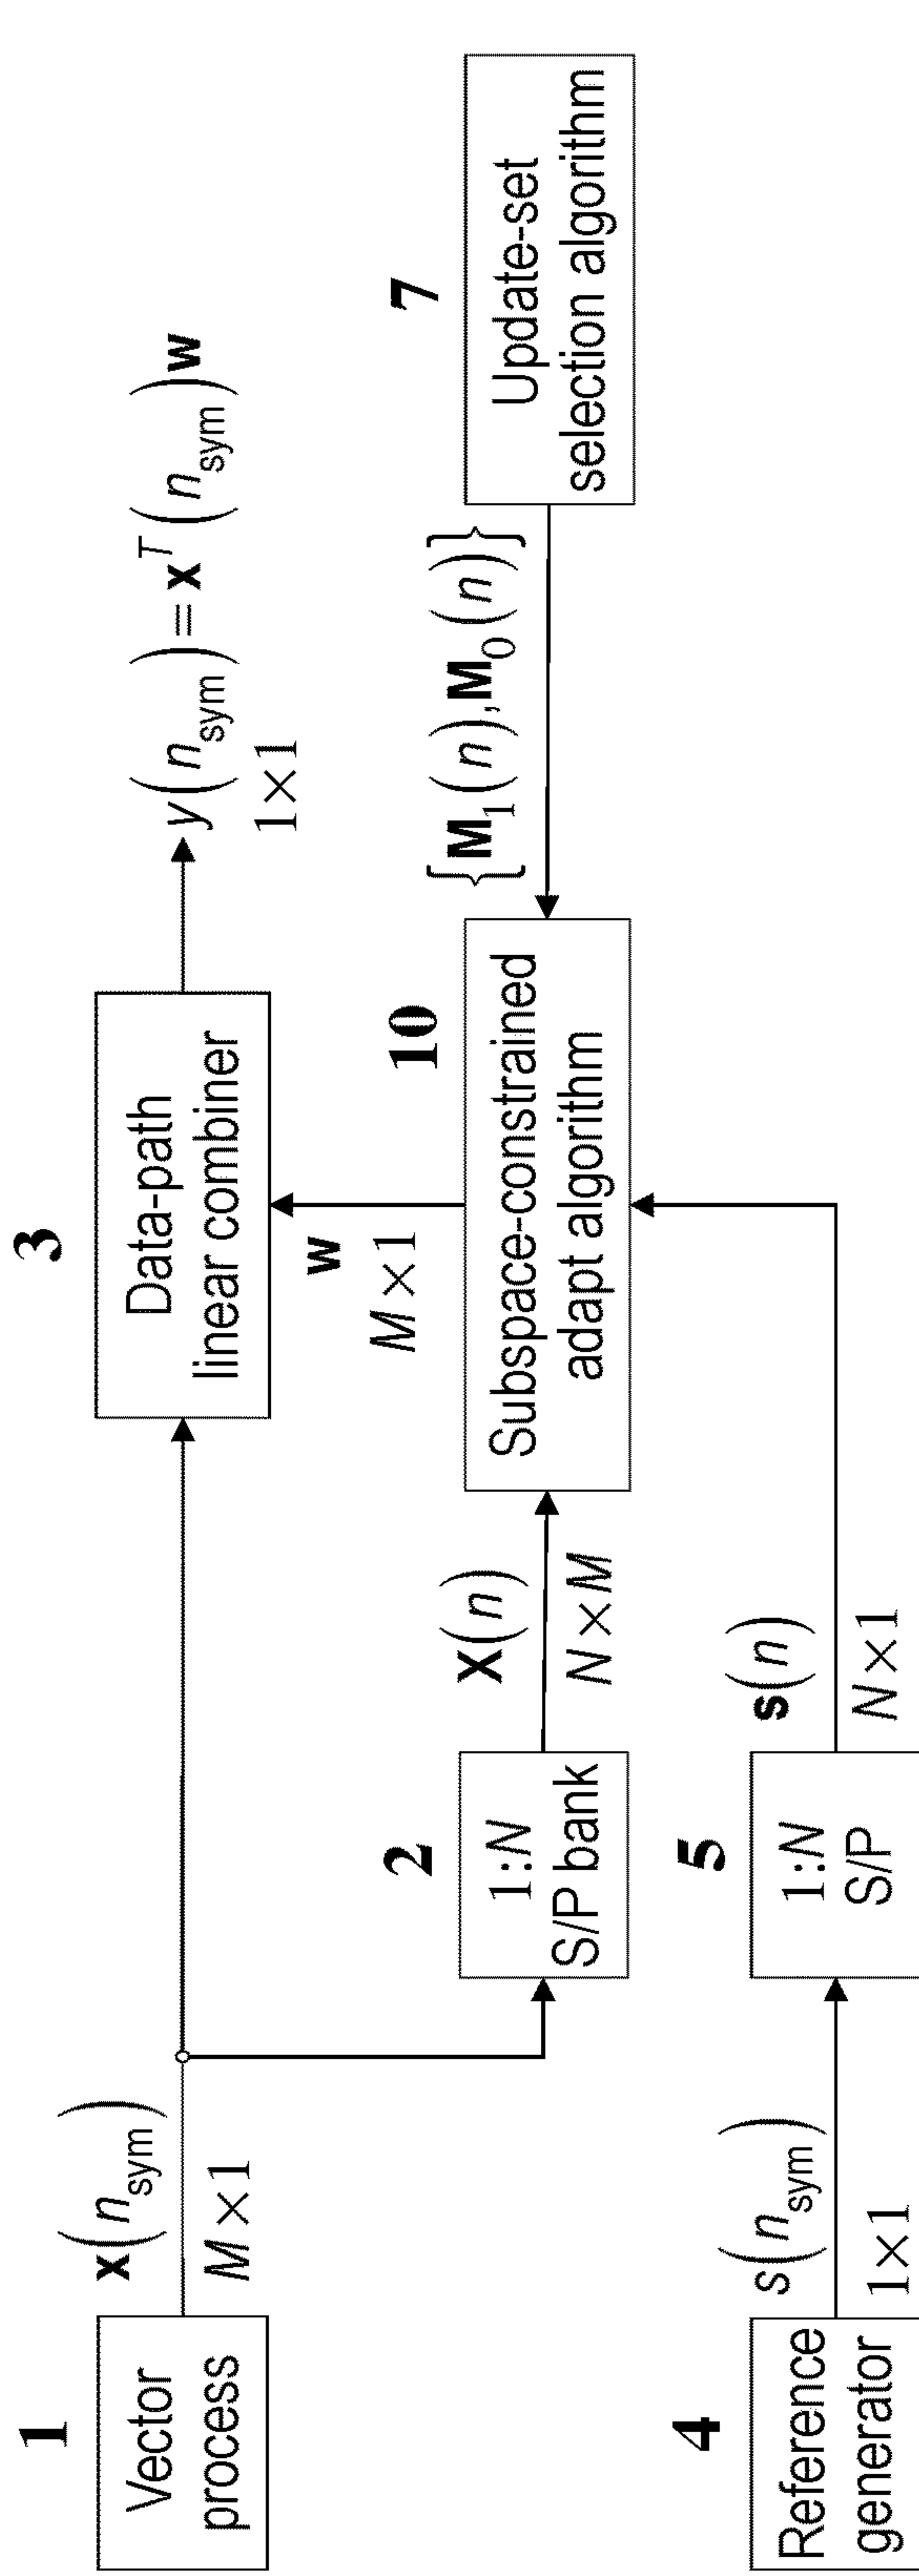 1
Vector
process
x(n_sym)
M×1
3
Data-path
linear combiner
y(n_sym)=x^T(n_sym)w
1×1
w
M×1
2
1:N
S/P bank
X(n)
N×M
10
Subspace-constrained
adapt algorithm
{M_1(n),M_0(n)}
7
Update-set
selection algorithm
4
Reference
generator
s(n_sym)
1×1
5
1:N
S/P
s(n)
N×1